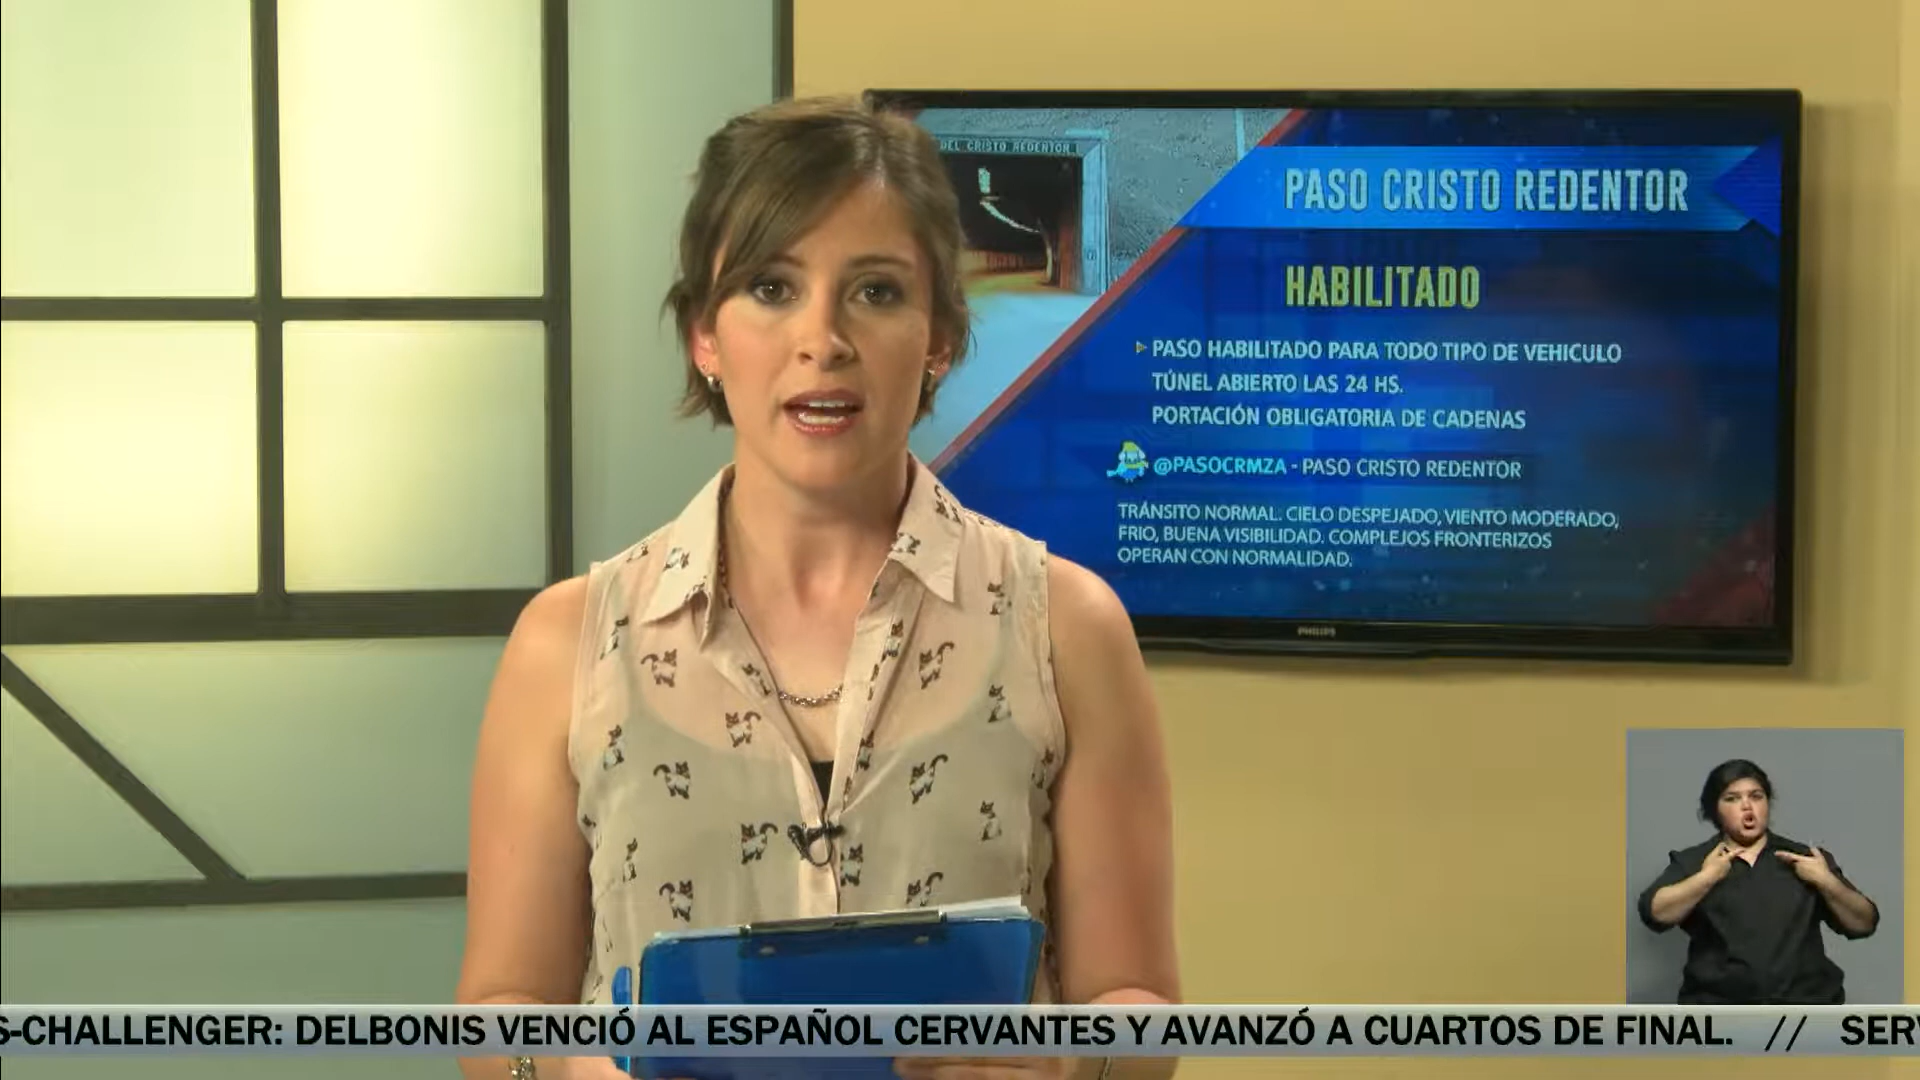 DEL CRISTO REDENTOR
PASO CRISTO REDENTOR
HABILITADO
PASO HABILITADO PARA TODO TIPO DE VEHICULO
TÚNEL ABIERTO LAS 24 HS.
PORTACIÓN OBLIGATORIA DE CADENAS
@PASOCRMZA - PASO CRISTO REDENTOR
TRÁNSITO NORMAL. CIELO DESPEJADO, VIENTO MODERADO,
FRIO, BUENA VISIBILIDAD. COMPLEJOS FRONTERIZOS
OPERAN CON NORMALIDAD.
PHILIPS
S-CHALLENGER: DELBONIS VENCIÓ AL ESPAÑOL CERVANTES Y AVANZÓ A CUARTOS DE FINAL. // SERV